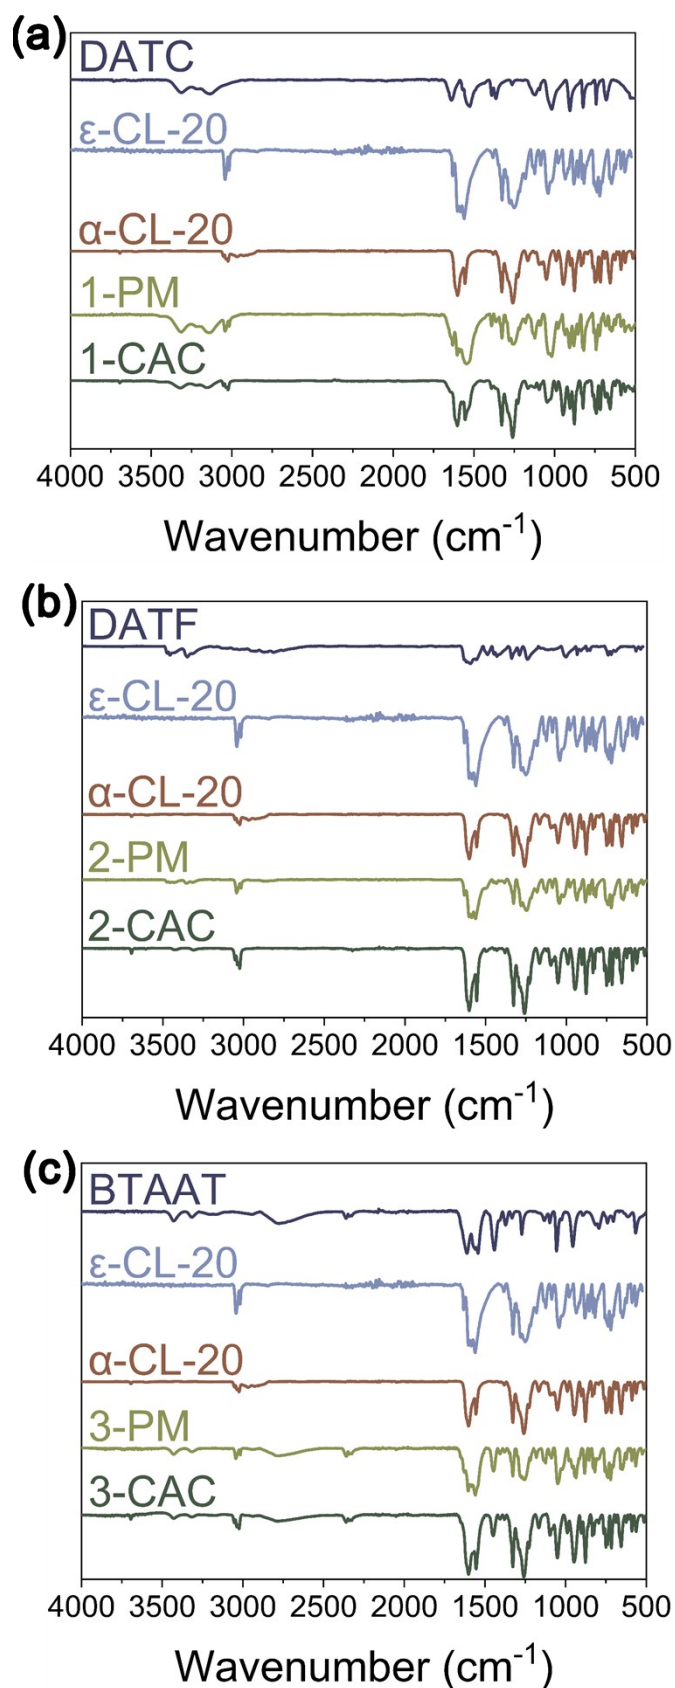 (a)
DATC
ε-CL-20
α-CL-20
1-PM
1-CAC
4000 3500 3000 2500 2000 1500 1000 500
Wavenumber (cm⁻¹)
(b)
DATF
ε-CL-20
α-CL-20
2-PM
2-CAC
4000 3500 3000 2500 2000 1500 1000 500
Wavenumber (cm⁻¹)
(c)
BTAAT
ε-CL-20
α-CL-20
3-PM
3-CAC
4000 3500 3000 2500 2000 1500 1000 500
Wavenumber (cm⁻¹)